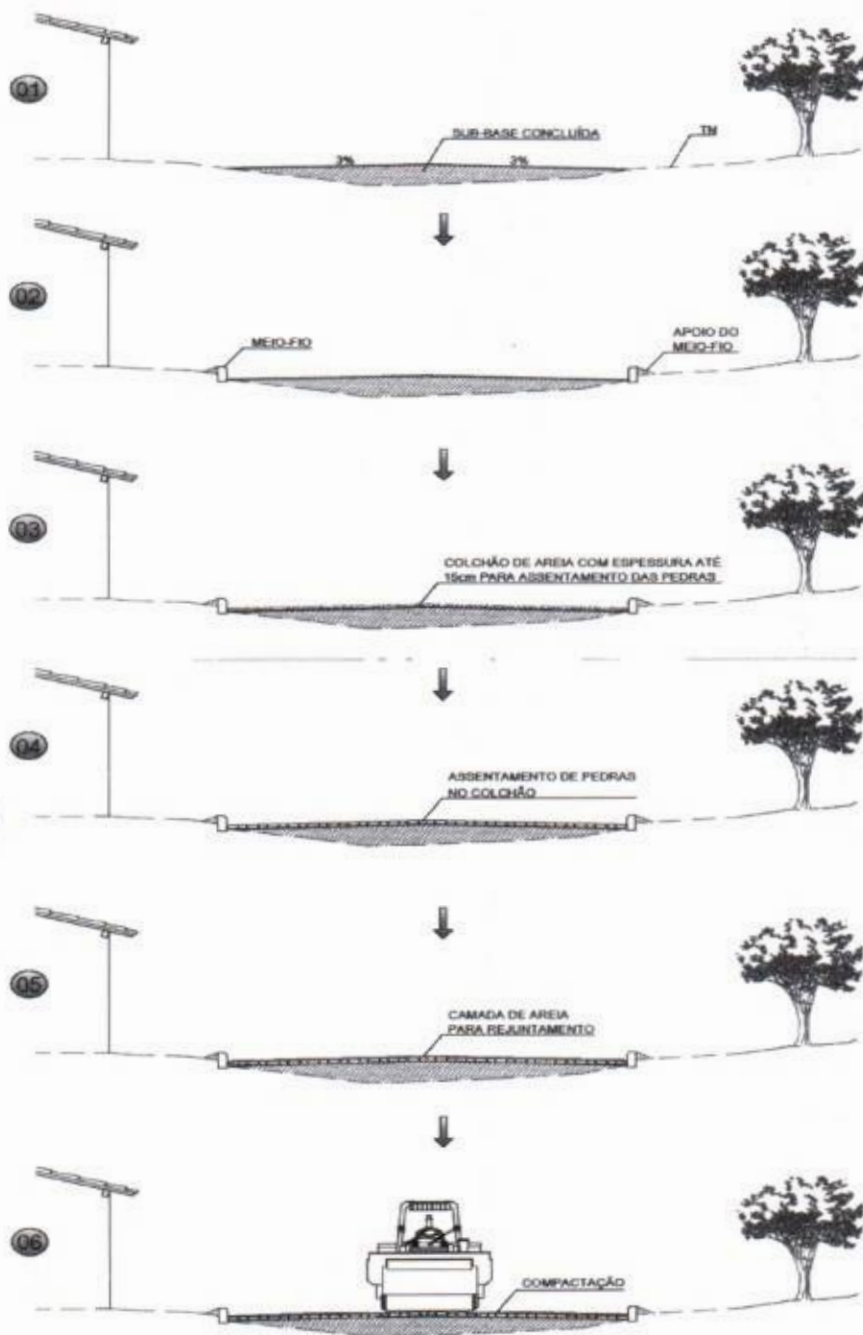 01
SUB-BASE CONCLUÍDA
TN
3%
3%
02
MEIO-FIO
APOIO DO
MEIO-FIO
03
COLCHÃO DE AREIA COM ESPESSURA ATÉ
15cm PARA ASSENTAMENTO DAS PEDRAS
04
ASSENTAMENTO DE PEDRAS
NO COLCHÃO
05
CAMADA DE AREIA
PARA REJUNTAMENTO
06
COMPACTAÇÃO